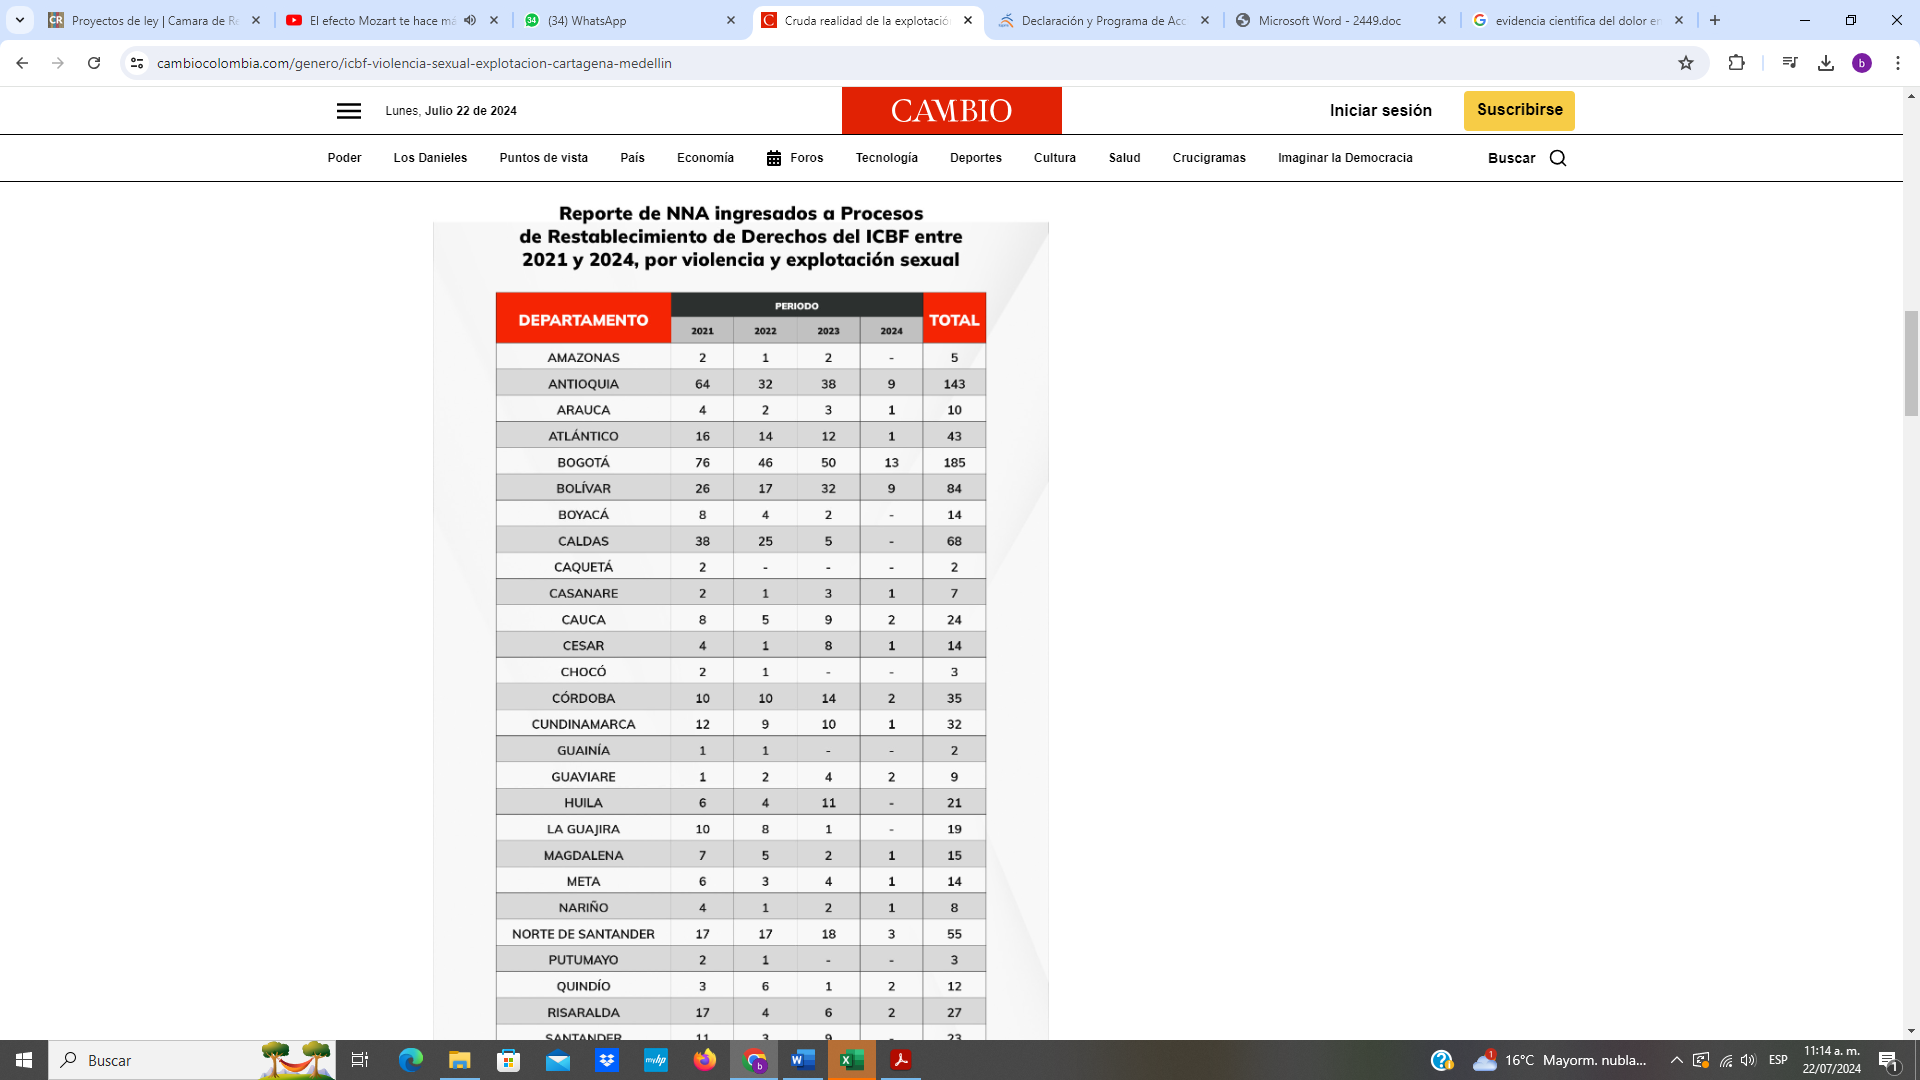 Proyectos de ley | Camara de Re
El efecto Mozart te hace má
(34) WhatsApp
Cruda realidad de la explotació
Declaración y Programa de Acc
Microsoft Word - 2449.doc
evidencia cientifica del dolor en
cambiocolombia.com/genero/icbf-violencia-sexual-explotacion-cartagena-medellin
b
Lunes, Julio 22 de 2024
CAMBIO
Iniciar sesión
Suscribirse
Poder Los Danieles Puntos de vista País Economía Foros Tecnología Deportes Cultura Salud Crucigramas Imaginar la Democracia Buscar
Reporte de NNA ingresados a Procesos
de Restablecimiento de Derechos del ICBF entre
2021 y 2024, por violencia y explotación sexual
DEPARTAMENTO PERIODO TOTAL
2021 2022 2023 2024
AMAZONAS 2 1 2 - 5
ANTIOQUIA 64 32 38 9 143
ARAUCA 4 2 3 1 10
ATLÁNTICO 16 14 12 1 43
BOGOTÁ 76 46 50 13 185
BOLÍVAR 26 17 32 9 84
BOYACÁ 8 4 2 - 14
CALDAS 38 25 5 - 68
CAQUETÁ 2 - - - 2
CASANARE 2 1 3 1 7
CAUCA 8 5 9 2 24
CESAR 4 1 8 1 14
CHOCÓ 2 1 - - 3
CÓRDOBA 10 10 14 2 35
CUNDINAMARCA 12 9 10 1 32
GUAINÍA 1 1 - - 2
GUAVIARE 1 2 4 2 9
HUILA 6 4 11 - 21
LA GUAJIRA 10 8 1 - 19
MAGDALENA 7 5 2 1 15
META 6 3 4 1 14
NARIÑO 4 1 2 1 8
NORTE DE SANTANDER 17 17 18 3 55
PUTUMAYO 2 1 - - 3
QUINDÍO 3 6 1 2 12
RISARALDA 17 4 6 2 27
SANTANDER 11 3 9 - 23
Buscar
16°C Mayorm. nubla...
ESP
11:14 a. m.
22/07/2024